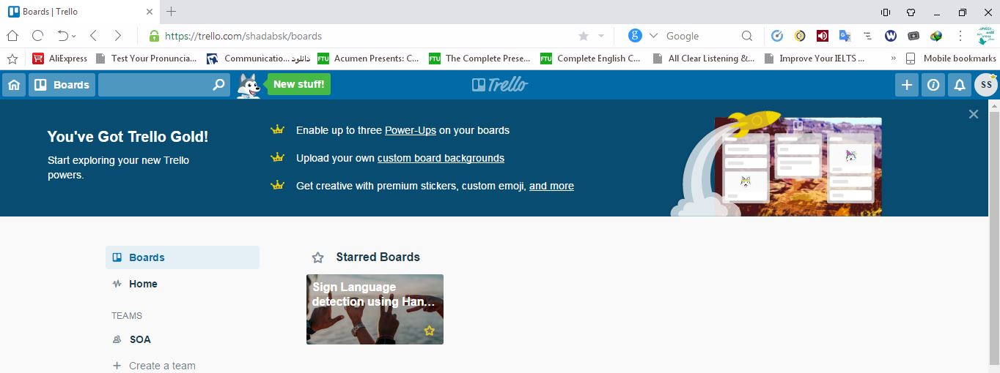 Boards | Trello
https://trello.com/shadabsk/boards
Google
AliExpress
Test Your Pronuncia...
Communicatio... دانلود
FTU Acumen Presents: C...
FTU The Complete Prese...
FTU Complete English C...
All Clear Listening &...
Improve Your IELTS ...
»
Mobile bookmarks
Boards
New stuff!
Trello
SS
You've Got Trello Gold!
Start exploring your new Trello
powers.
Enable up to three Power-Ups on your boards
Upload your own custom board backgrounds
Get creative with premium stickers, custom emoji, and more
Boards
Home
TEAMS
SOA
Create a team
Starred Boards
Sign Language
detection using Han...